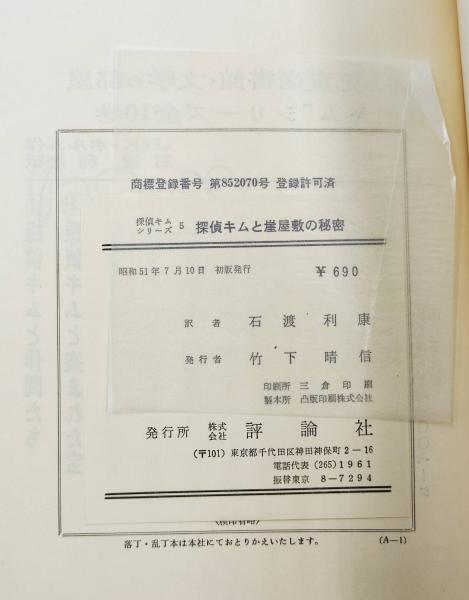 商標登録番号 第852070号 登録許可済
探偵キム
シリーズ 5 探偵キムと崖屋敷の秘密
昭和51年7月10日 初版発行 ¥690
訳者 石渡利康
発行者 竹下晴信
印刷所 三倉印刷
製本所 凸版印刷株式会社
発行所 株式会社 評論社
(〒101) 東京都千代田区神田神保町2-16
電話代表 (265) 1961
振替東京 8-7294
(検印省略)
落丁・乱丁本は本社にておとりかえいたします。 (A-1)